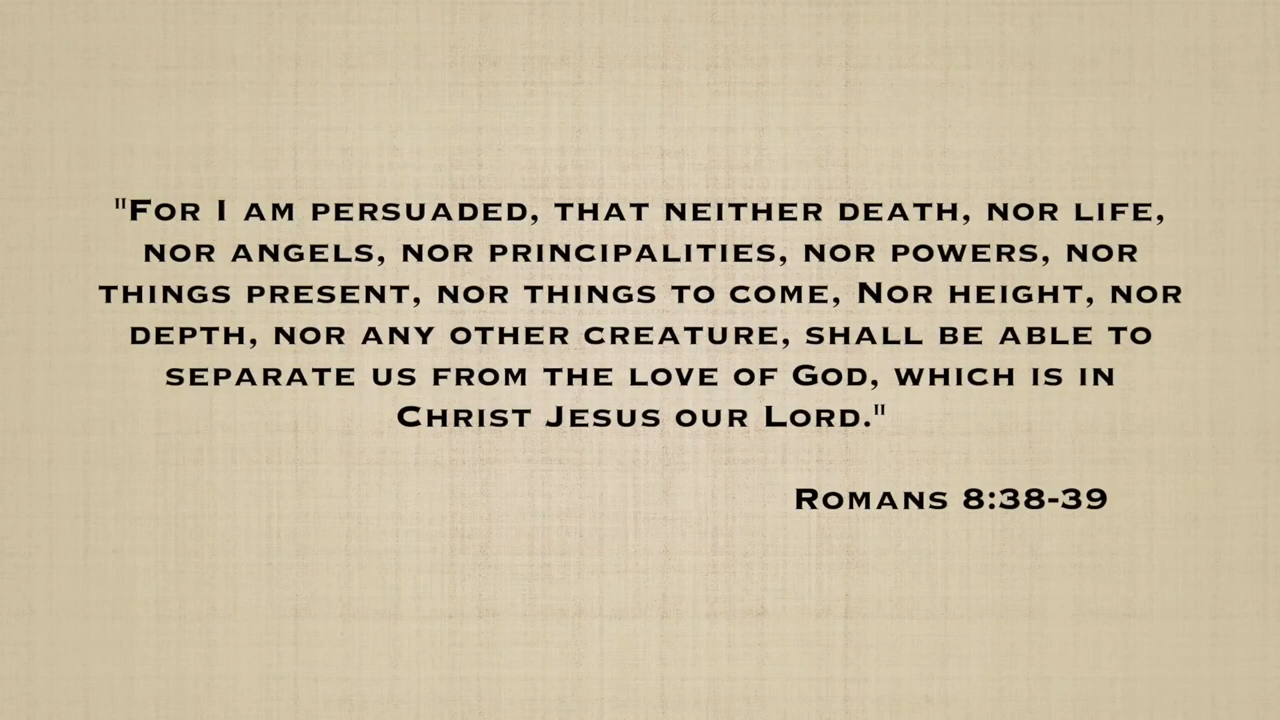 "For I am persuaded, that neither death, nor life,
nor angels, nor principalities, nor powers, nor
things present, nor things to come, Nor height, nor
depth, nor any other creature, shall be able to
separate us from the love of God, which is in
Christ Jesus our Lord."
Romans 8:38-39